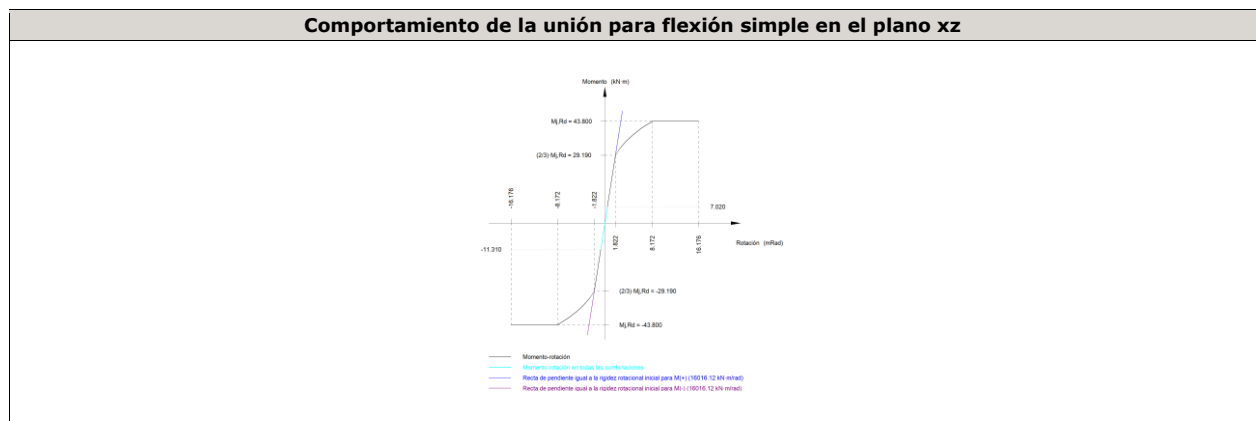 Comportamiento de la unión para flexión simple en el plano xz
Momento (kN·m)
Mj,Rd = 43.800
(2/3) Mj,Rd = 29.190
-16.176
-8.172
-1.822
7.020
Rotación (mRad)
1.822
8.172
16.176
-11.310
(2/3) Mj,Rd = -29.190
Mj,Rd = -43.800
Momento-rotación
Momento-rotación en todas las combinaciones
Recta de pendiente igual a la rigidez rotacional inicial para M(+) (16016.12 kN·m/rad)
Recta de pendiente igual a la rigidez rotacional inicial para M(-) (16016.12 kN·m/rad)